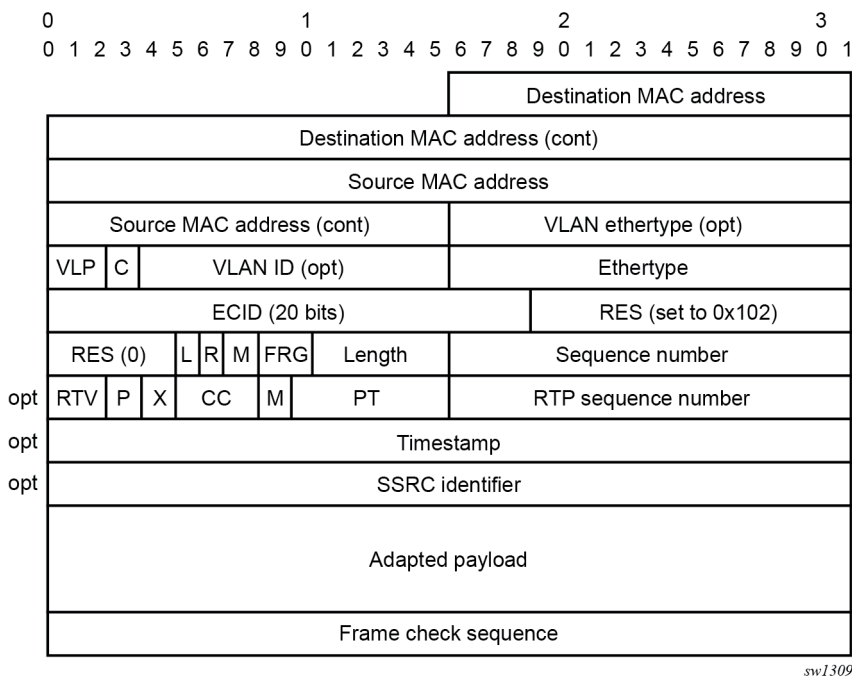 0 1 2 3
0 1 2 3 4 5 6 7 8 9 0 1 2 3 4 5 6 7 8 9 0 1 2 3 4 5 6 7 8 9 0 1
Destination MAC address
Destination MAC address (cont)
Source MAC address
Source MAC address (cont) VLAN ethertype (opt)
VLP C VLAN ID (opt) Ethertype
ECID (20 bits) RES (set to 0x102)
RES (0) L R M FRG Length Sequence number
opt RTV P X CC M PT RTP sequence number
opt Timestamp
opt SSRC identifier
Adapted payload
Frame check sequence
sw1309